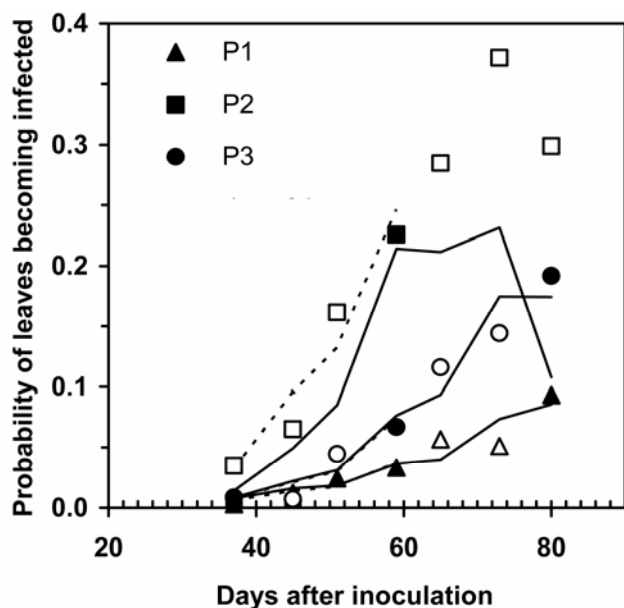 Probability of leaves becoming infected
0.4
0.3
0.2
0.1
0.0
P1
P2
P3
20
40
60
80
Days after inoculation